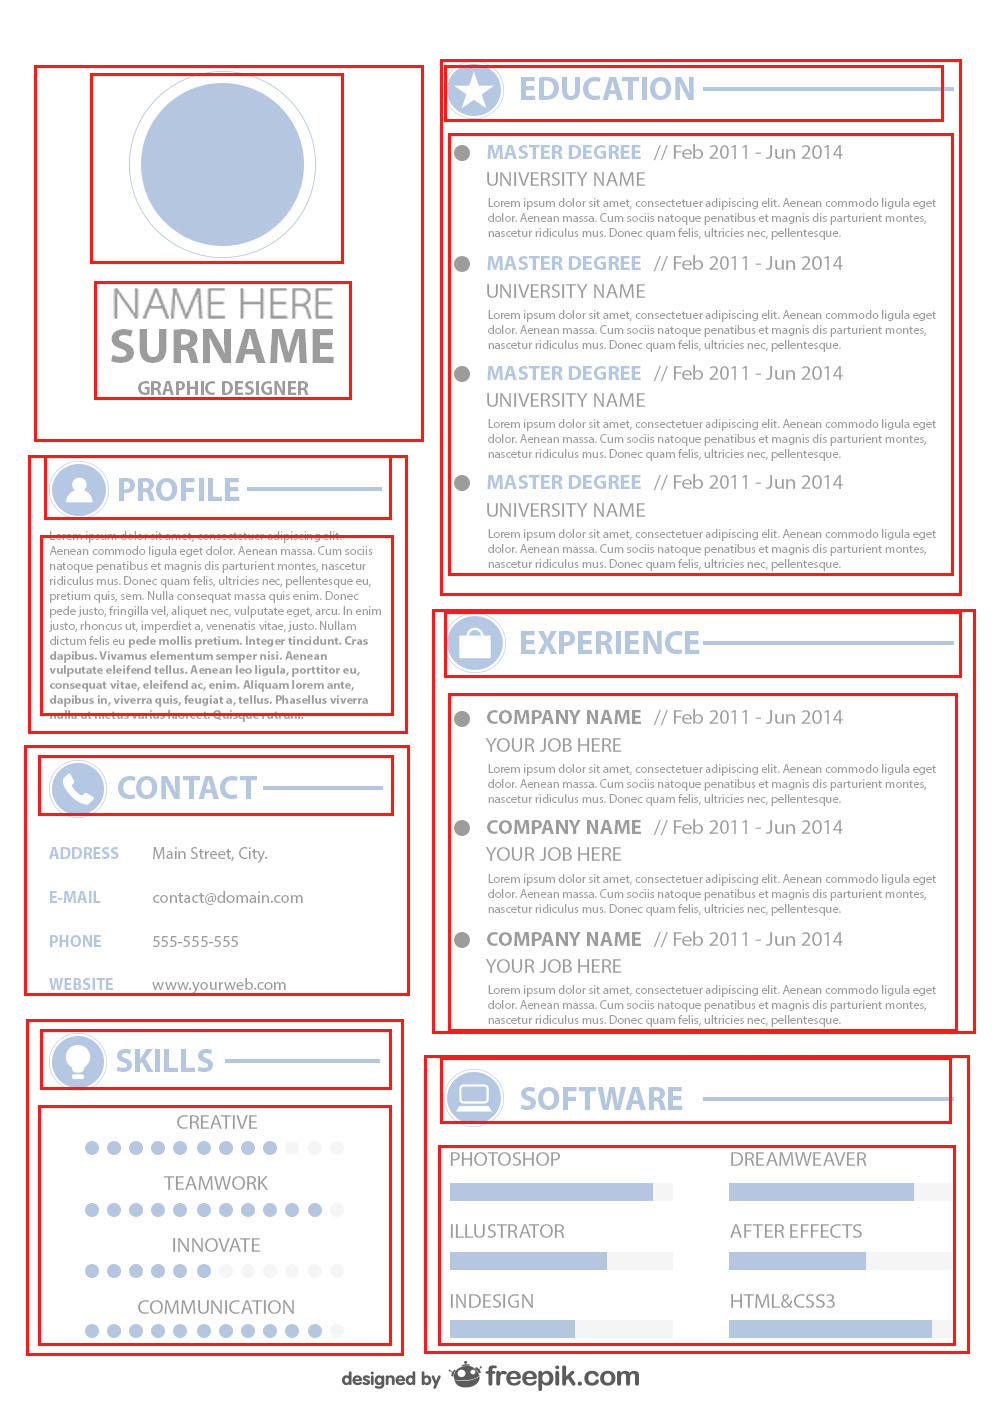 NAME HERE
SURNAME
GRAPHIC DESIGNER
PROFILE
Lorem ipsum dolor sit amet, consectetuer adipiscing elit.
Aenean commodo ligula eget dolor. Aenean massa. Cum sociis
natoque penatibus et magnis dis parturient montes, nascetur
ridiculus mus. Donec quam felis, ultricies nec, pellentesque eu,
pretium quis, sem. Nulla consequat massa quis enim. Donec
pede justo, fringilla vel, aliquet nec, vulputate eget, arcu. In enim
justo, rhoncus ut, imperdiet a, venenatis vitae, justo. Nullam
dictum felis eu pede mollis pretium. Integer tincidunt. Cras
dapibus. Vivamus elementum semper nisi. Aenean
vulputate eleifend tellus. Aenean leo ligula, porttitor eu,
consequat vitae, eleifend ac, enim. Aliquam lorem ante,
dapibus in, viverra quis, feugiat a, tellus. Phasellus viverra
nulla ut metus varius laoreet. Quisque rutrum.
CONTACT
ADDRESS Main Street, City.
E-MAIL contact@domain.com
PHONE 555-555-555
WEBSITE www.yourweb.com
SKILLS
CREATIVE
TEAMWORK
INNOVATE
COMMUNICATION
EDUCATION
MASTER DEGREE // Feb 2011 - Jun 2014
UNIVERSITY NAME
Lorem ipsum dolor sit amet, consectetuer adipiscing elit. Aenean commodo ligula eget
dolor. Aenean massa. Cum sociis natoque penatibus et magnis dis parturient montes,
nascetur ridiculus mus. Donec quam felis, ultricies nec, pellentesque.
MASTER DEGREE // Feb 2011 - Jun 2014
UNIVERSITY NAME
Lorem ipsum dolor sit amet, consectetuer adipiscing elit. Aenean commodo ligula eget
dolor. Aenean massa. Cum sociis natoque penatibus et magnis dis parturient montes,
nascetur ridiculus mus. Donec quam felis, ultricies nec, pellentesque.
MASTER DEGREE // Feb 2011 - Jun 2014
UNIVERSITY NAME
Lorem ipsum dolor sit amet, consectetuer adipiscing elit. Aenean commodo ligula eget
dolor. Aenean massa. Cum sociis natoque penatibus et magnis dis parturient montes,
nascetur ridiculus mus. Donec quam felis, ultricies nec, pellentesque.
MASTER DEGREE // Feb 2011 - Jun 2014
UNIVERSITY NAME
Lorem ipsum dolor sit amet, consectetuer adipiscing elit. Aenean commodo ligula eget
dolor. Aenean massa. Cum sociis natoque penatibus et magnis dis parturient montes,
nascetur ridiculus mus. Donec quam felis, ultricies nec, pellentesque.
EXPERIENCE
COMPANY NAME // Feb 2011 - Jun 2014
YOUR JOB HERE
Lorem ipsum dolor sit amet, consectetuer adipiscing elit. Aenean commodo ligula eget
dolor. Aenean massa. Cum sociis natoque penatibus et magnis dis parturient montes,
nascetur ridiculus mus. Donec quam felis, ultricies nec, pellentesque.
COMPANY NAME // Feb 2011 - Jun 2014
YOUR JOB HERE
Lorem ipsum dolor sit amet, consectetuer adipiscing elit. Aenean commodo ligula eget
dolor. Aenean massa. Cum sociis natoque penatibus et magnis dis parturient montes,
nascetur ridiculus mus. Donec quam felis, ultricies nec, pellentesque.
COMPANY NAME // Feb 2011 - Jun 2014
YOUR JOB HERE
Lorem ipsum dolor sit amet, consectetuer adipiscing elit. Aenean commodo ligula eget
dolor. Aenean massa. Cum sociis natoque penatibus et magnis dis parturient montes,
nascetur ridiculus mus. Donec quam felis, ultricies nec, pellentesque.
SOFTWARE
PHOTOSHOP DREAMWEAVER
ILLUSTRATOR AFTER EFFECTS
INDESIGN HTML&CSS3
designed by freepik.com